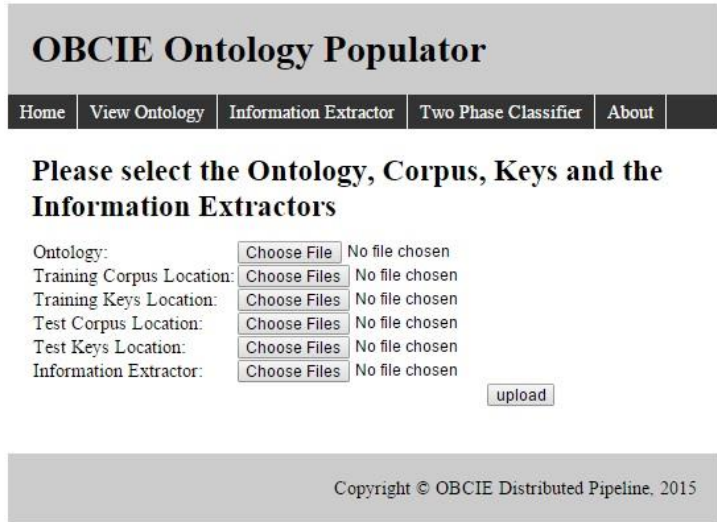 OBCIE Ontology Populator
Home View Ontology Information Extractor Two Phase Classifier About
Please select the Ontology, Corpus, Keys and the
Information Extractors
Ontology: Choose File No file chosen
Training Corpus Location: Choose Files No file chosen
Training Keys Location: Choose Files No file chosen
Test Corpus Location: Choose Files No file chosen
Test Keys Location: Choose Files No file chosen
Information Extractor: Choose Files No file chosen
upload
Copyright © OBCIE Distributed Pipeline, 2015